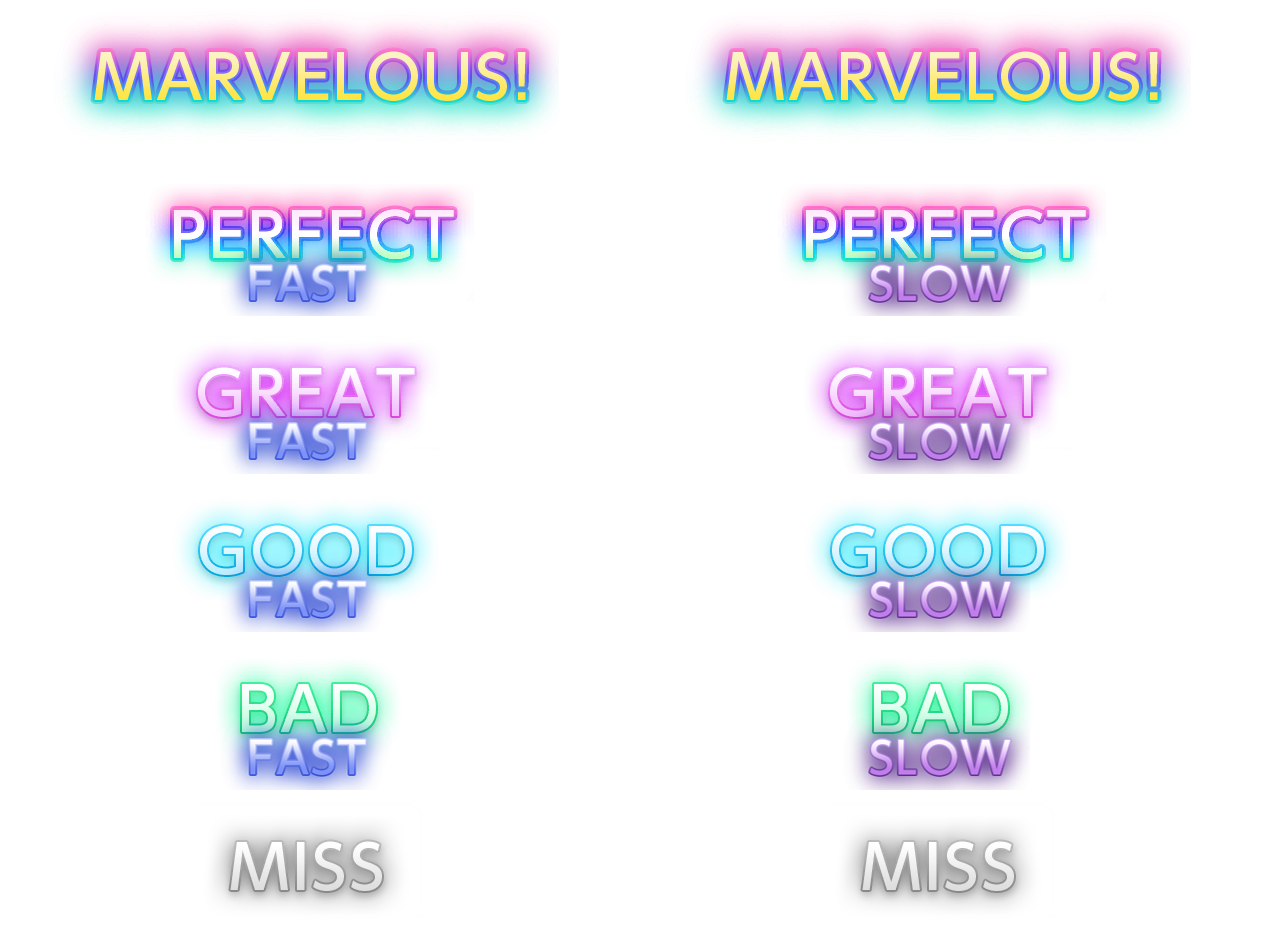 MARVELOUS! MARVELOUS!
PERFECT PERFECT
FAST SLOW
GREAT GREAT
FAST SLOW
GOOD GOOD
FAST SLOW
BAD BAD
FAST SLOW
MISS MISS